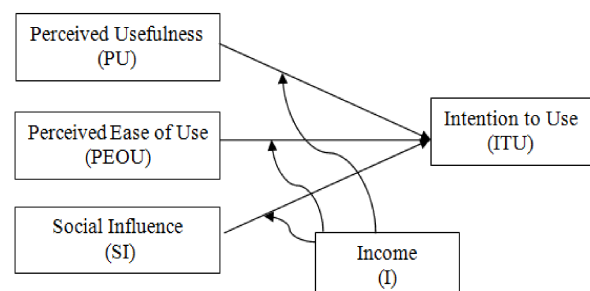 Perceived Usefulness
(PU)
Perceived Ease of Use
(PEOU)
Social Influence
(SI)
Intention to Use
(ITU)
Income
(I)